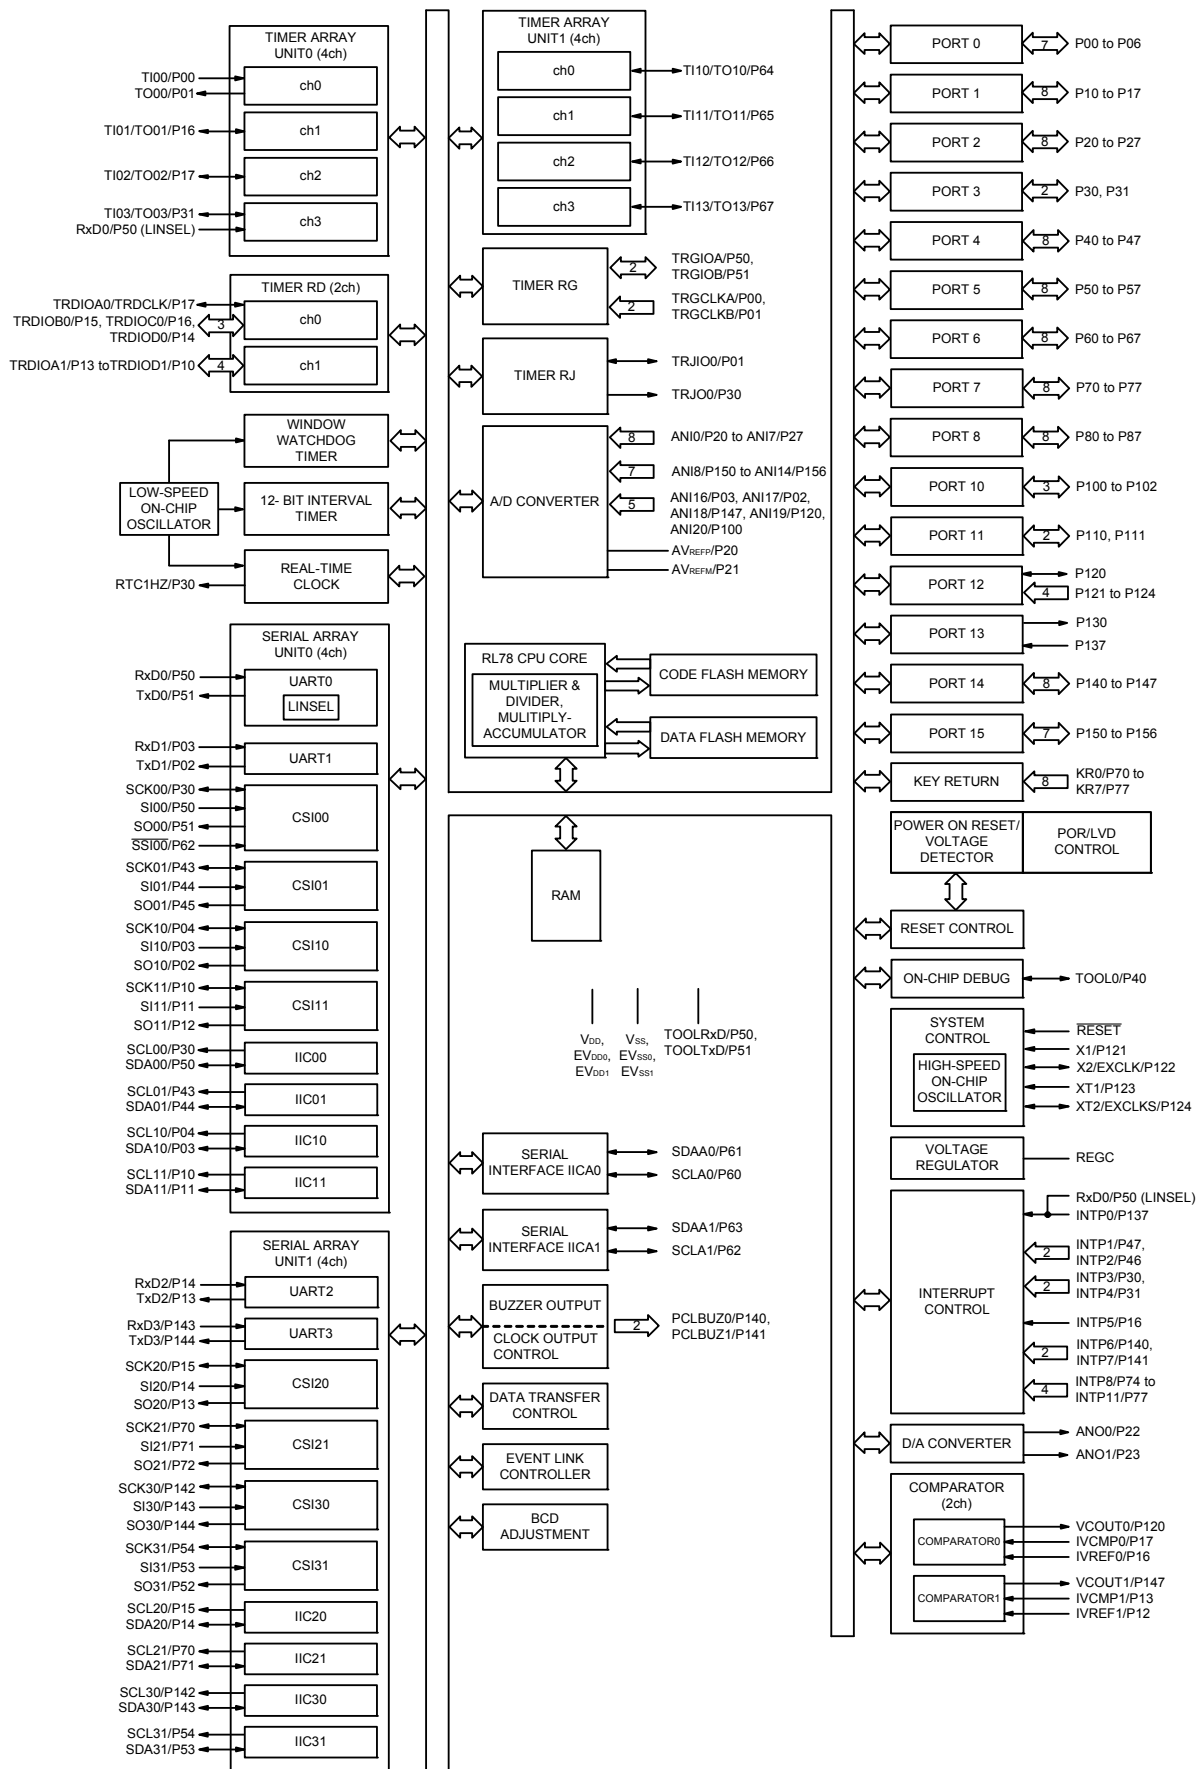 TIMER ARRAY
UNIT0 (4ch)
TI00/P00
TO00/P01
ch0
TI01/TO01/P16
ch1
TI02/TO02/P17
ch2
TI03/TO03/P31
RxD0/P50 (LINSEL)
ch3
TIMER RD (2ch)
TRDIOA0/TRDCLK/P17
TRDIOB0/P15, TRDIOC0/P16,
TRDIOD0/P14
3
ch0
TRDIOA1/P13 toTRDIOD1/P10
4
ch1
WINDOW
WATCHDOG
TIMER
LOW-SPEED
ON-CHIP
OSCILLATOR
12- BIT INTERVAL
TIMER
RTC1HZ/P30
REAL-TIME
CLOCK
SERIAL ARRAY
UNIT0 (4ch)
RxD0/P50
TxD0/P51
UART0
LINSEL
RxD1/P03
TxD1/P02
UART1
SCK00/P30
SI00/P50
SO00/P51
SSI00/P62
CSI00
SCK01/P43
SI01/P44
SO01/P45
CSI01
SCK10/P04
SI10/P03
SO10/P02
CSI10
SCK11/P10
SI11/P11
SO11/P12
CSI11
SCL00/P30
SDA00/P50
IIC00
SCL01/P43
SDA01/P44
IIC01
SCL10/P04
SDA10/P03
IIC10
SCL11/P10
SDA11/P11
IIC11
SERIAL ARRAY
UNIT1 (4ch)
RxD2/P14
TxD2/P13
UART2
RxD3/P143
TxD3/P144
UART3
SCK20/P15
SI20/P14
SO20/P13
CSI20
SCK21/P70
SI21/P71
SO21/P72
CSI21
SCK30/P142
SI30/P143
SO30/P144
CSI30
SCK31/P54
SI31/P53
SO31/P52
CSI31
SCL20/P15
SDA20/P14
IIC20
SCL21/P70
SDA21/P71
IIC21
SCL30/P142
SDA30/P143
IIC30
SCL31/P54
SDA31/P53
IIC31
TIMER ARRAY
UNIT1 (4ch)
ch0
TI10/TO10/P64
ch1
TI11/TO11/P65
ch2
TI12/TO12/P66
ch3
TI13/TO13/P67
TIMER RG
2
TRGIOA/P50,
TRGIOB/P51
2
TRGCLKA/P00,
TRGCLKB/P01
TIMER RJ
TRJIO0/P01
TRJO0/P30
A/D CONVERTER
8
ANI0/P20 to ANI7/P27
7
ANI8/P150 to ANI14/P156
5
ANI16/P03, ANI17/P02,
ANI18/P147, ANI19/P120,
ANI20/P100
AVREFP/P20
AVREFM/P21
RL78 CPU CORE
MULTIPLIER &
DIVIDER,
MULITIPLY-
ACCUMULATOR
CODE FLASH MEMORY
DATA FLASH MEMORY
RAM
VDD,
EVDD0,
EVDD1
VSS,
EVSS0,
EVSS1
TOOLRxD/P50,
TOOLTxD/P51
SERIAL
INTERFACE IICA0
SDAA0/P61
SCLA0/P60
SERIAL
INTERFACE IICA1
SDAA1/P63
SCLA1/P62
BUZZER OUTPUT
CLOCK OUTPUT
CONTROL
2
PCLBUZ0/P140,
PCLBUZ1/P141
DATA TRANSFER
CONTROL
EVENT LINK
CONTROLLER
BCD
ADJUSTMENT
PORT 0
7
P00 to P06
PORT 1
8
P10 to P17
PORT 2
8
P20 to P27
PORT 3
2
P30, P31
PORT 4
8
P40 to P47
PORT 5
8
P50 to P57
PORT 6
8
P60 to P67
PORT 7
8
P70 to P77
PORT 8
8
P80 to P87
PORT 10
3
P100 to P102
PORT 11
2
P110, P111
PORT 12
P120
4
P121 to P124
PORT 13
P130
P137
PORT 14
8
P140 to P147
PORT 15
7
P150 to P156
KEY RETURN
8
KR0/P70 to
KR7/P77
POWER ON RESET/
VOLTAGE
DETECTOR
POR/LVD
CONTROL
RESET CONTROL
ON-CHIP DEBUG
TOOL0/P40
SYSTEM
CONTROL
HIGH-SPEED
ON-CHIP
OSCILLATOR
RESET
X1/P121
X2/EXCLK/P122
XT1/P123
XT2/EXCLKS/P124
VOLTAGE
REGULATOR
REGC
INTERRUPT
CONTROL
RxD0/P50 (LINSEL)
INTP0/P137
2
INTP1/P47,
INTP2/P46
2
INTP3/P30,
INTP4/P31
INTP5/P16
2
INTP6/P140,
INTP7/P141
4
INTP8/P74 to
INTP11/P77
D/A CONVERTER
ANO0/P22
ANO1/P23
COMPARATOR
(2ch)
COMPARATOR0
VCOUT0/P120
IVCMP0/P17
IVREF0/P16
COMPARATOR1
VCOUT1/P147
IVCMP1/P13
IVREF1/P12